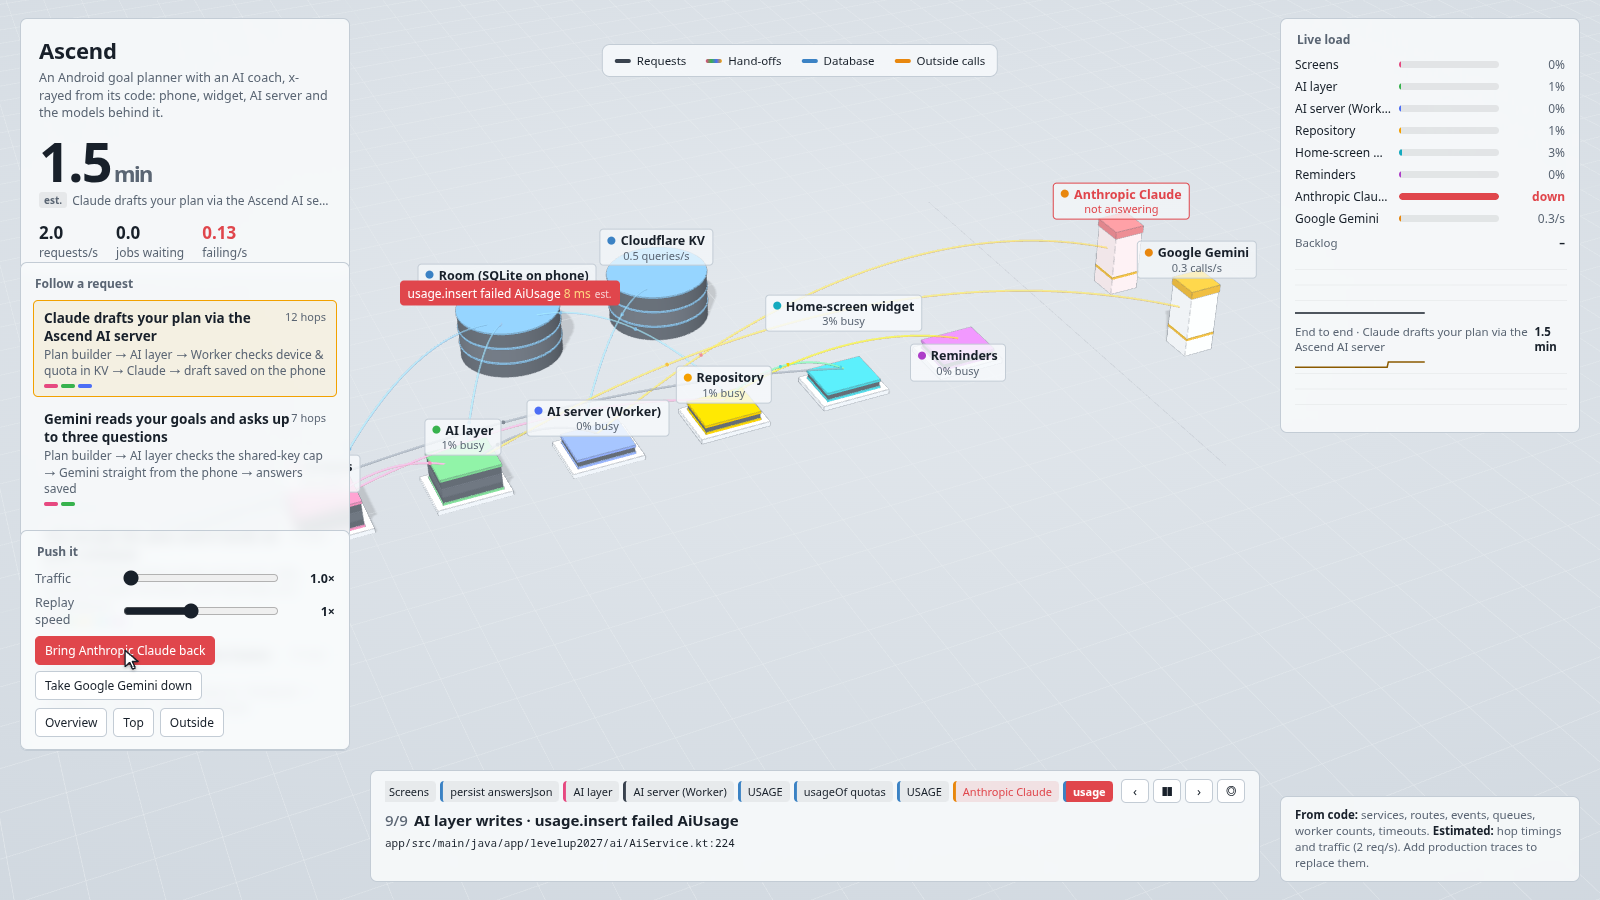 Ascend
An Android goal planner with an AI coach, x-
rayed from its code: phone, widget, AI server and
the models behind it.
1.5 min
est. Claude drafts your plan via the Ascend AI se…
2.0 0.0 0.13
requests/s jobs waiting failing/s
Follow a request
Claude drafts your plan via the 12 hops
Ascend AI server
Plan builder → AI layer → Worker checks device &
quota in KV → Claude → draft saved on the phone
Gemini reads your goals and asks up 7 hops
to three questions
Plan builder → AI layer checks the shared-key cap
→ Gemini straight from the phone → answers
saved
Push it
Traffic 1.0×
Replay
speed 1×
Bring Anthropic Claude back
Take Google Gemini down
Overview Top Outside
Requests Hand-offs Database Outside calls
Anthropic Claude
not answering
Cloudflare KV
0.5 queries/s
Google Gemini
0.3 calls/s
Room (SQLite on phone)
usage.insert failed AiUsage 8 ms est.
Home-screen widget
3% busy
Reminders
0% busy
Repository
1% busy
AI server (Worker)
0% busy
AI layer
1% busy
s
Live load
Screens 0%
AI layer 1%
AI server (Work… 0%
Repository 1%
Home-screen … 3%
Reminders 0%
Anthropic Clau… down
Google Gemini 0.3/s
Backlog –
End to end · Claude drafts your plan via the 1.5
Ascend AI server min
Screens persist answersJson AI layer AI server (Worker) USAGE usageOf quotas USAGE Anthropic Claude usage ‹ › 
9/9 AI layer writes · usage.insert failed AiUsage
app/src/main/java/app/levelup2027/ai/AiService.kt:224
From code: services, routes, events, queues,
worker counts, timeouts. Estimated: hop timings
and traffic (2 req/s). Add production traces to
replace them.